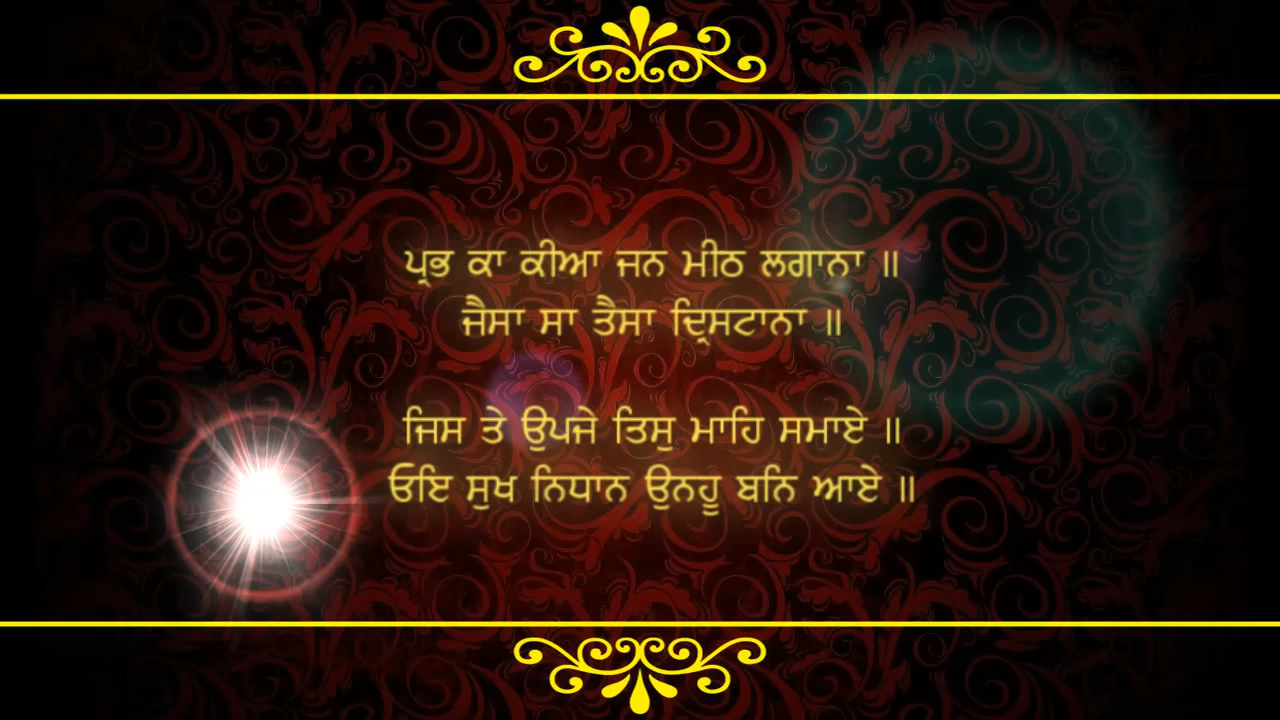 ਪ੍ਰਭ ਕਾ ਕੀਆ ਜਨ ਮੀਠ ਲਗਾਨਾ ॥
ਜੈਸਾ ਸਾ ਤੈਸਾ ਦ੍ਰਿਸਟਾਨਾ ॥
ਜਿਸ ਤੇ ਉਪਜੇ ਤਿਸੁ ਮਾਹਿ ਸਮਾਏ ॥
ਓਇ ਸੁਖ ਨਿਧਾਨ ਉਨਹੂ ਬਨਿ ਆਏ ॥